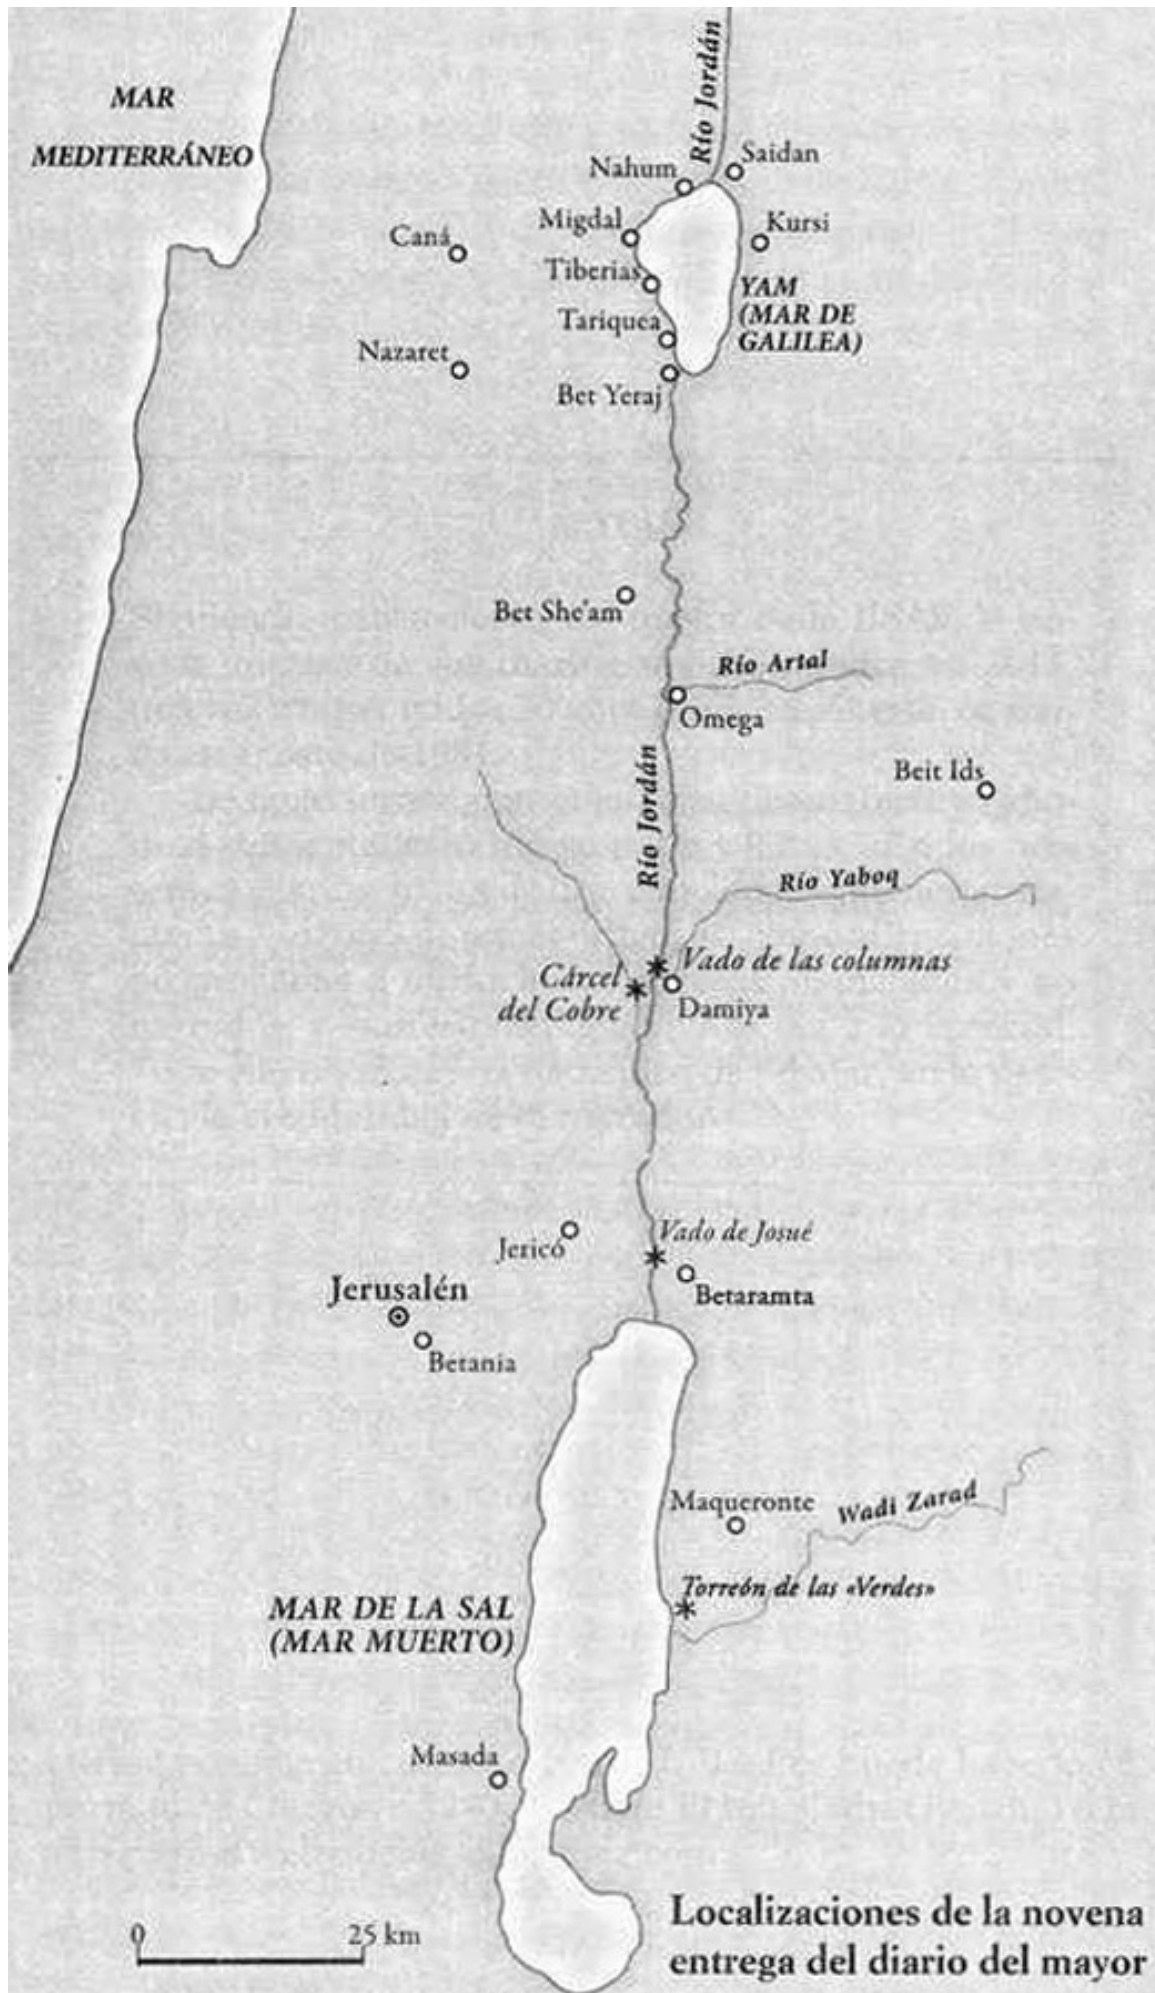 MAR
MEDITERRÁNEO
Río Jordán
Nahum
Saidan
Migdal
Kursi
Caná
Tiberias
YAM
(MAR DE
GALILEA)
Tariquea
Nazaret
Bet Yeraj
Bet She'am
Río Artal
Omega
Río Jordán
Beit Ids
Río Yaboq
Vado de las columnas
Cárcel
del Cobre
Damiya
Vado de Josué
Jericó
Jerusalén
Betaramta
Betania
Maqueronte
Wadi Zarad
Torreón de las «Verdes»
MAR DE LA SAL
(MAR MUERTO)
Masada
0
25 km
Localizaciones de la novena
entrega del diario del mayor